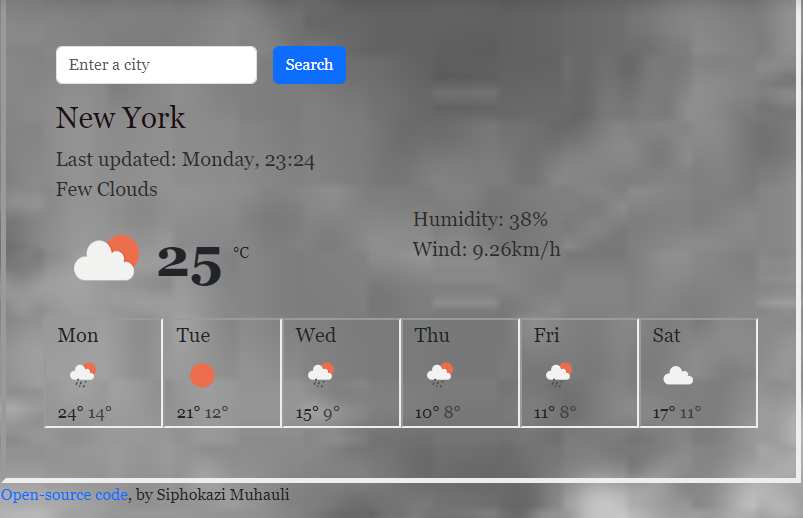 Enter a city
Search
New York
Last updated: Monday, 23:24
Few Clouds
25 °C
Humidity: 38%
Wind: 9.26km/h
Mon Tue Wed Thu Fri Sat
24° 14° 21° 12° 15° 9° 10° 8° 11° 8° 17° 11°
Open-source code, by Siphokazi Muhauli